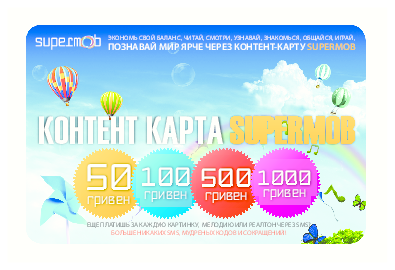 supermob
ЭКОНОМЬ СВОЙ БАЛАНС, ЧИТАЙ, СМОТРИ, УЗНАВАЙ, ЗНАКОМЬСЯ, ОБЩАЙСЯ, ИГРАЙ,
ПОЗНАВАЙ МИР ЯРЧЕ ЧЕРЕЗ КОНТЕНТ-КАРТУ SUPERMOB
КОНТЕНТ КАРТА SUPERMOB
50 100 500 1000
гривен гривен гривен гривен
ЕЩЕ ПЛАТИШЬ ЗА КАЖДУЮ КАРТИНКУ, МЕЛОДИЮ ИЛИ РЕАЛТОН ЧЕРЕЗ SMS?
БОЛЬШЕ НИКАКИХ SMS, МУДРЕНЫХ КОДОВ И СОКРАЩЕНИЙ!